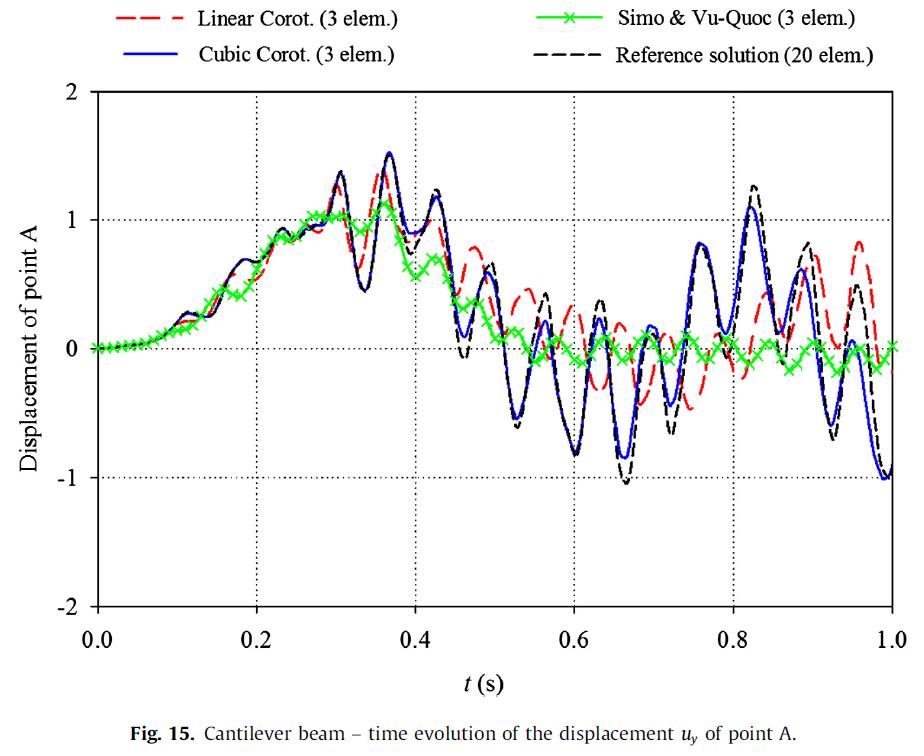 Linear Corot. (3 elem.)
Simo & Vu-Quoc (3 elem.)
Cubic Corot. (3 elem.)
Reference solution (20 elem.)
2
1
0
-1
-2
Displacement of point A
0.0
0.2
0.4
0.6
0.8
1.0
t (s)
Fig. 15. Cantilever beam – time evolution of the displacement uy of point A.